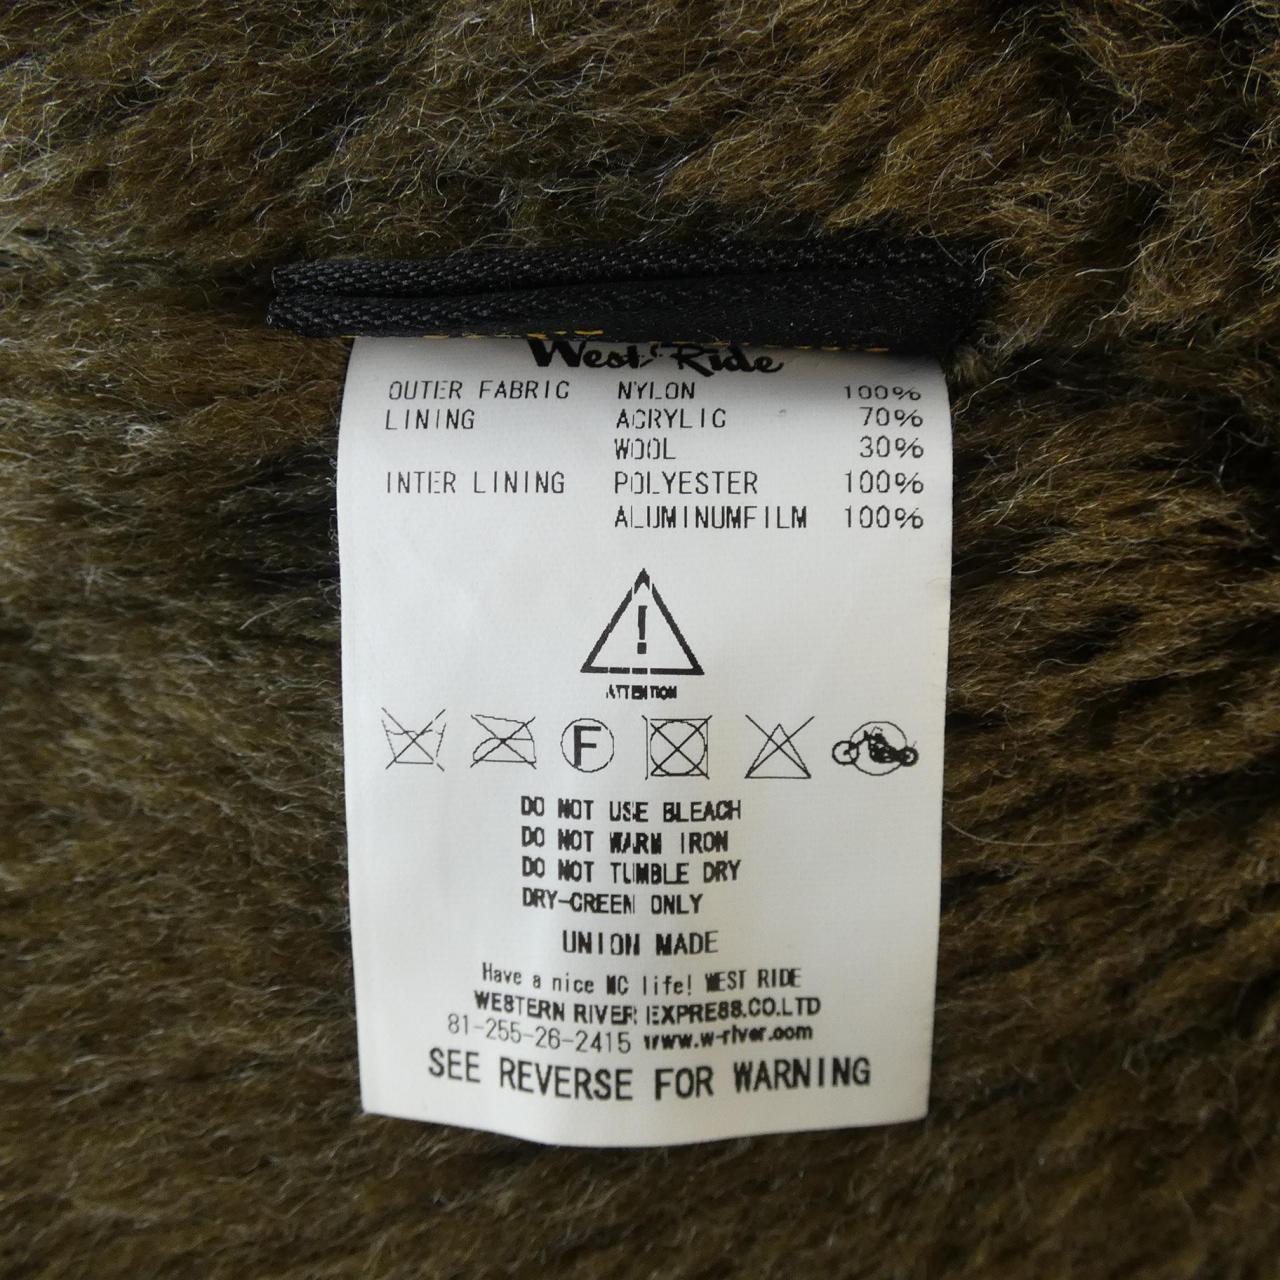 West Ride
OUTER FABRIC NYLON 100%
LINING ACRYLIC 70%
WOOL 30%
INTER LINING POLYESTER 100%
ALUMINUMFILM 100%
!
ATTENTION
F
DO NOT USE BLEACH
DO NOT WARM IRON
DO NOT TUMBLE DRY
DRY-GREEN ONLY
UNION MADE
Have a nice MC life! WEST RIDE
WESTERN RIVER EXPRESS.CO.LTD
81-255-26-2415 www.w-river.com
SEE REVERSE FOR WARNING